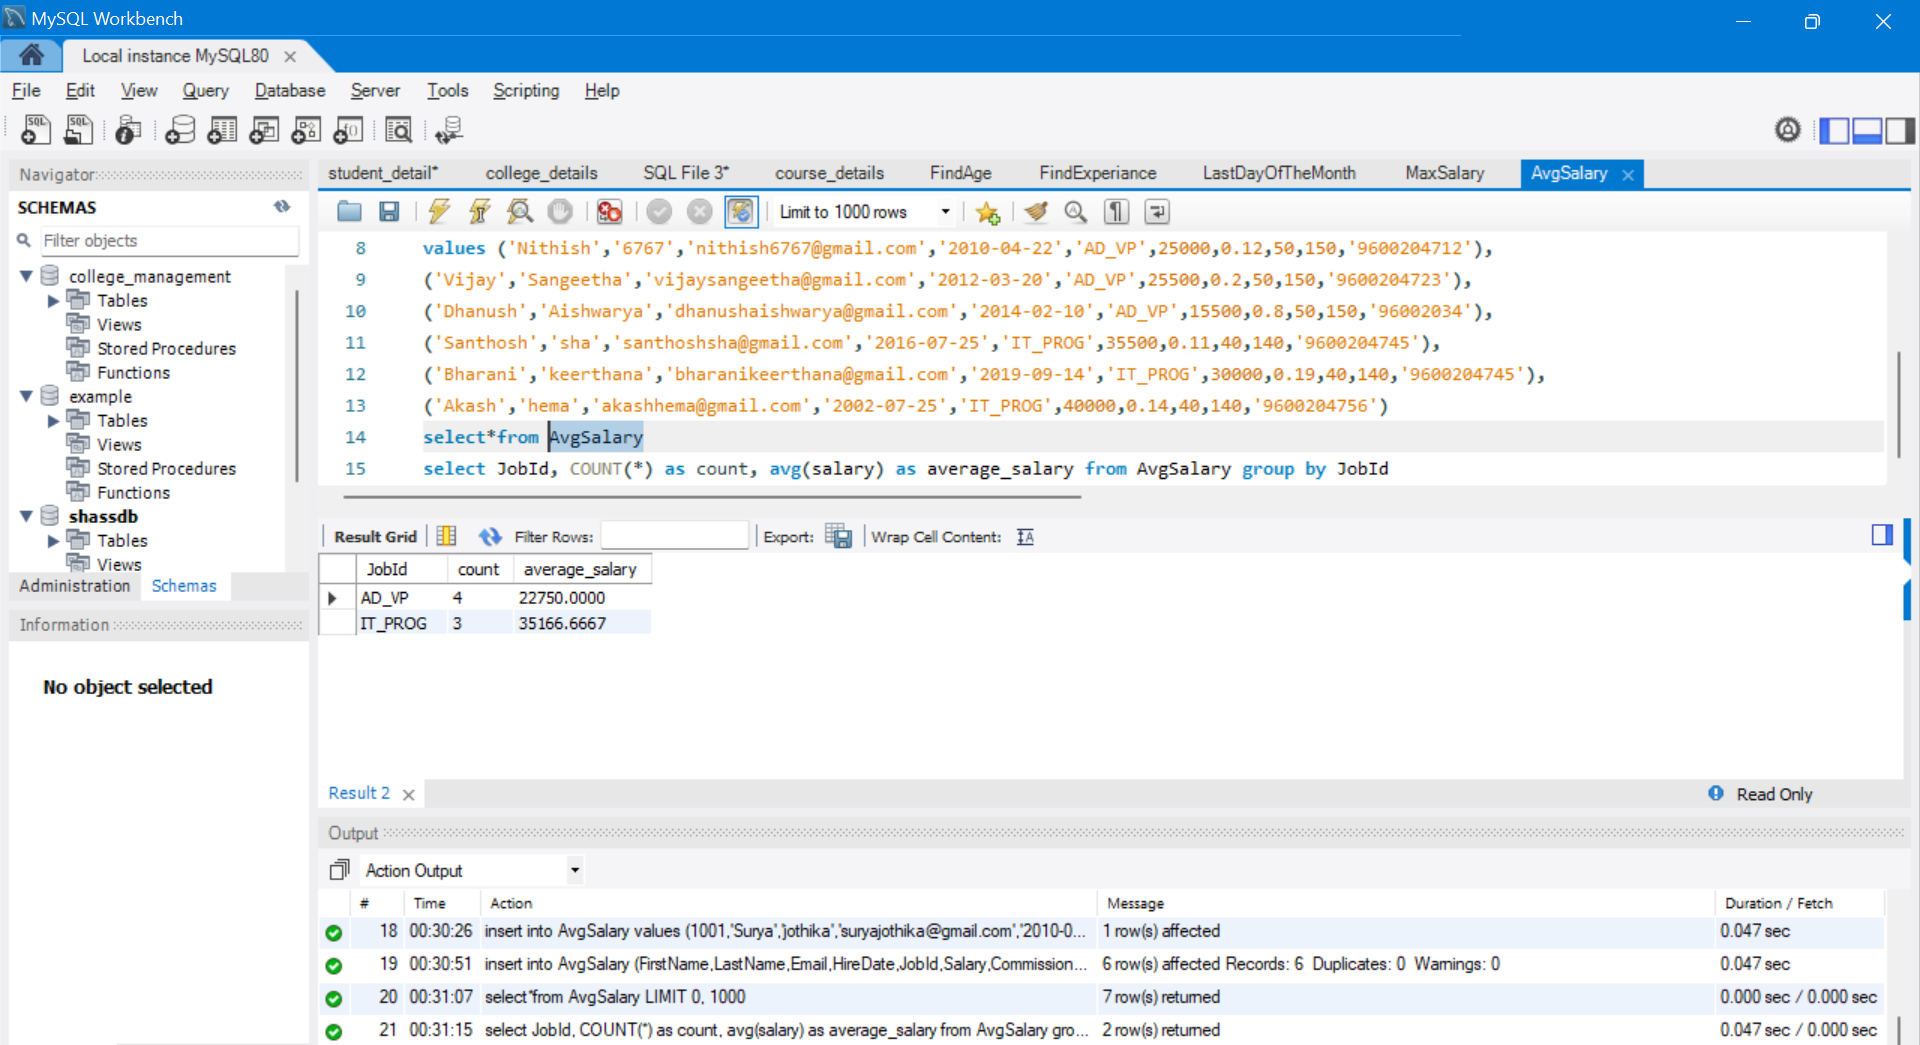 MySQL Workbench
Local instance MySQL80
File Edit View Query Database Server Tools Scripting Help
Navigator
SCHEMAS
Filter objects
college_management
Tables
Views
Stored Procedures
Functions
example
Tables
Views
Stored Procedures
Functions
shassdb
Tables
Views
Administration Schemas
Information
No object selected
student_detail* college_details SQL File 3* course_details FindAge FindExperiance LastDayOfTheMonth MaxSalary AvgSalary
Limit to 1000 rows
8 values ('Nithish','6767','nithish6767@gmail.com','2010-04-22','AD_VP',25000,0.12,50,150,'9600204712'),
9 ('Vijay','Sangeetha','vijaysangeetha@gmail.com','2012-03-20','AD_VP',25500,0.2,50,150,'9600204723'),
10 ('Dhanush','Aishwarya','dhanushaishwarya@gmail.com','2014-02-10','AD_VP',15500,0.8,50,150,'96002034'),
11 ('Santhosh','sha','santhoshsha@gmail.com','2016-07-25','IT_PROG',35500,0.11,40,140,'9600204745'),
12 ('Bharani','keerthana','bharanikeerthana@gmail.com','2019-09-14','IT_PROG',30000,0.19,40,140,'9600204745'),
13 ('Akash','hema','akashhema@gmail.com','2002-07-25','IT_PROG',40000,0.14,40,140,'9600204756')
14 select*from AvgSalary
15 select JobId, COUNT(*) as count, avg(salary) as average_salary from AvgSalary group by JobId
Result Grid Filter Rows: Export: Wrap Cell Content:
JobId count average_salary
AD_VP 4 22750.0000
IT_PROG 3 35166.6667
Result 2 Read Only
Output
Action Output
# Time Action Message Duration / Fetch
18 00:30:26 insert into AvgSalary values (1001,'Surya','jothika','suryajothika@gmail.com','2010-0... 1 row(s) affected 0.047 sec
19 00:30:51 insert into AvgSalary (FirstName,LastName,Email,HireDate,JobId,Salary,Commission... 6 row(s) affected Records: 6 Duplicates: 0 Warnings: 0 0.047 sec
20 00:31:07 select*from AvgSalary LIMIT 0, 1000 7 row(s) returned 0.000 sec / 0.000 sec
21 00:31:15 select JobId, COUNT(*) as count, avg(salary) as average_salary from AvgSalary gro... 2 row(s) returned 0.047 sec / 0.000 sec